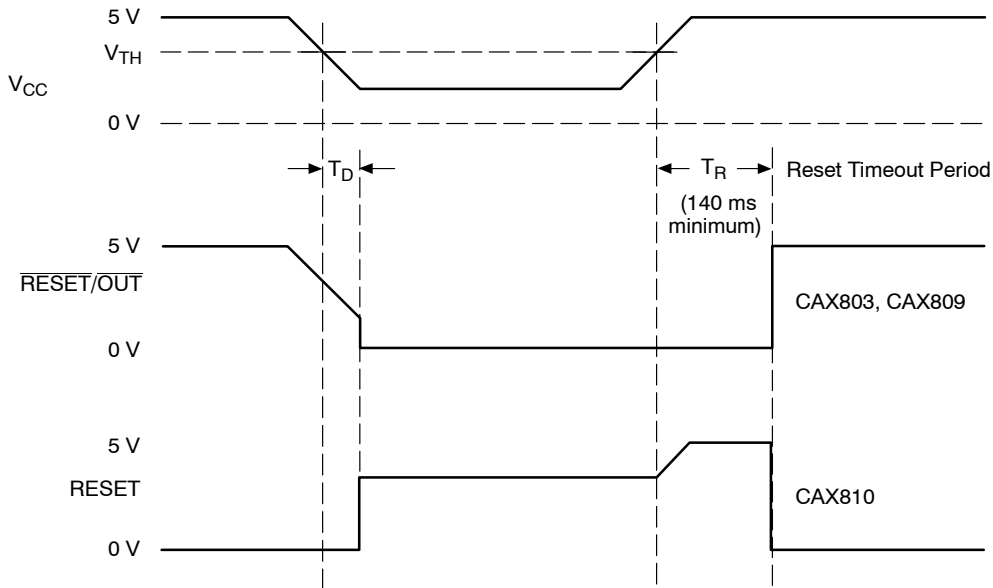 5 V
VTH
VCC
0 V
TD
TR
Reset Timeout Period
(140 ms
minimum)
5 V
RESET/OUT
CAX803, CAX809
0 V
5 V
RESET
CAX810
0 V